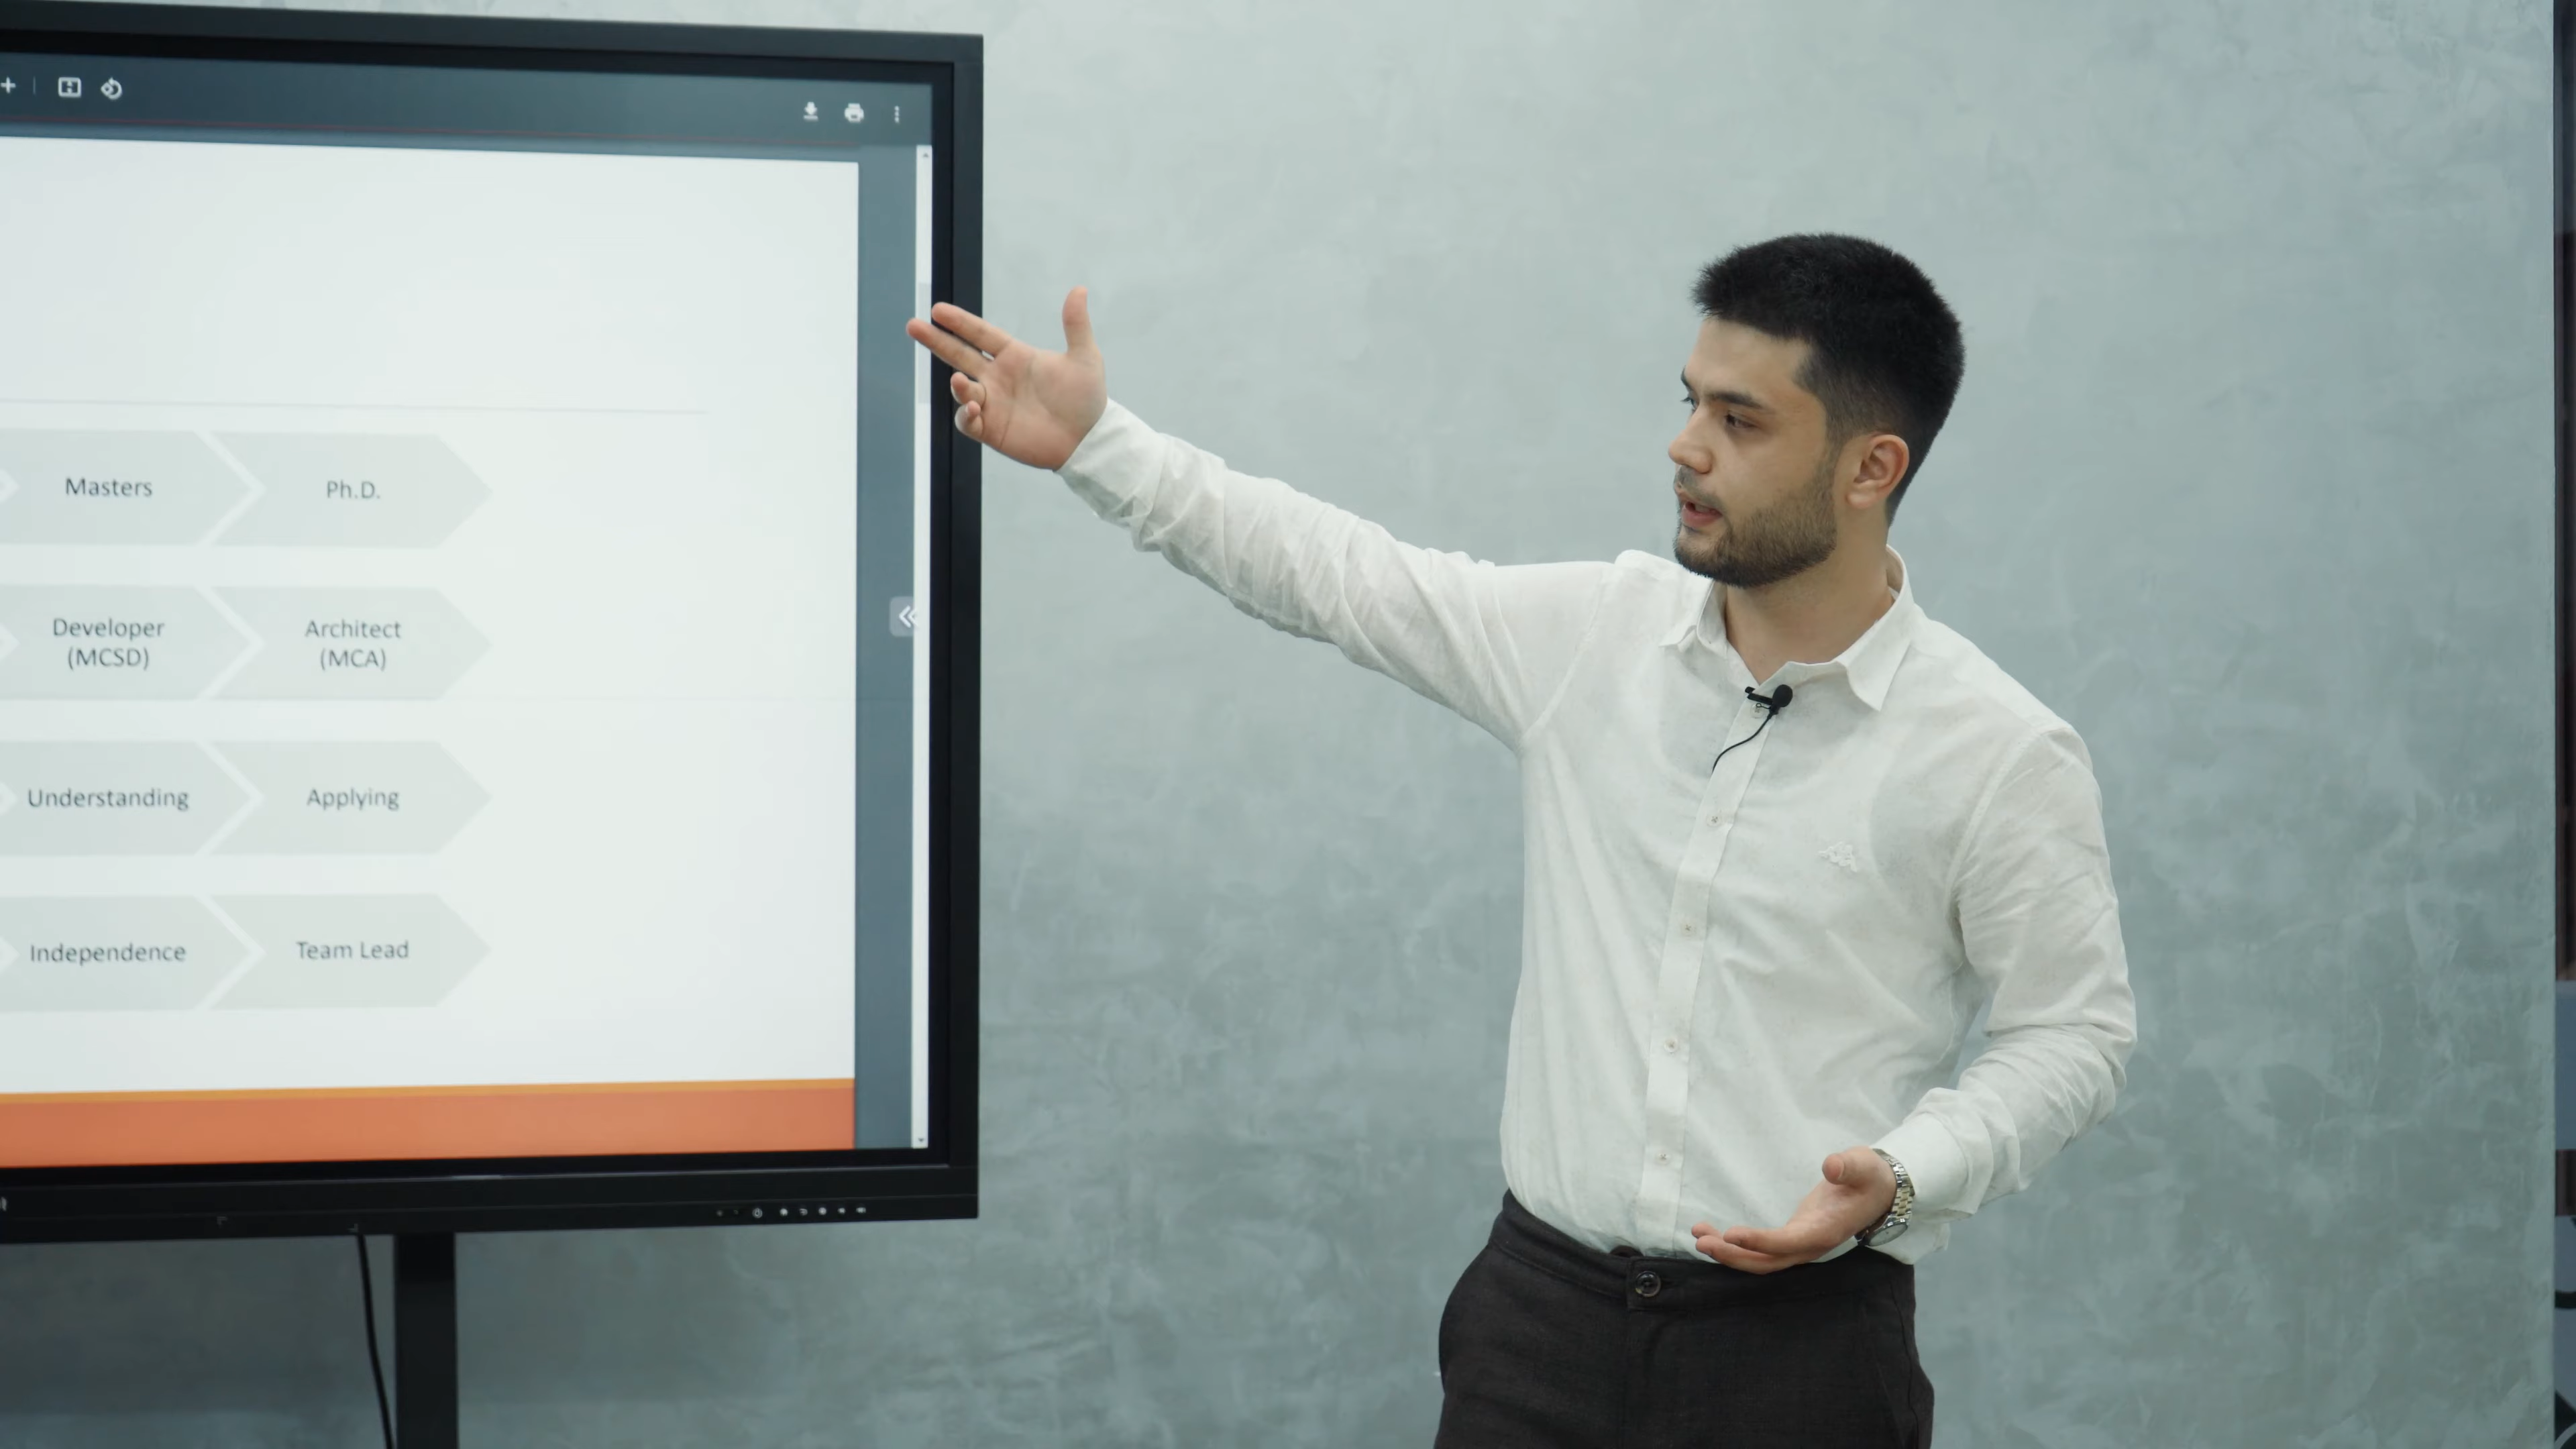 Masters
Ph.D.
Developer
(MCSD)
Architect
(MCA)
Understanding
Applying
Independence
Team Lead